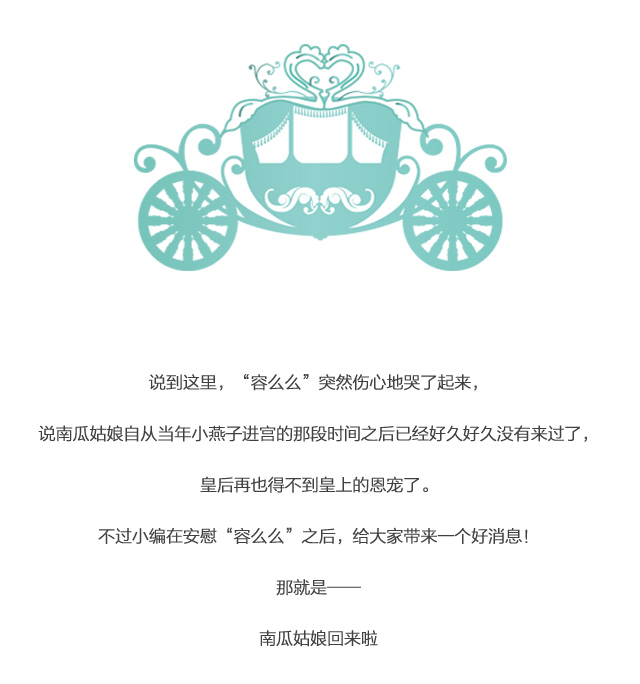 说到这里，“容么么”突然伤心地哭了起来，
说南瓜姑娘自从当年小燕子进宫的那段时间之后已经好久好久没有来过了，
皇后再也得不到皇上的恩宠了。
不过小编在安慰“容么么”之后，给大家带来一个好消息！
那就是——
南瓜姑娘回来啦